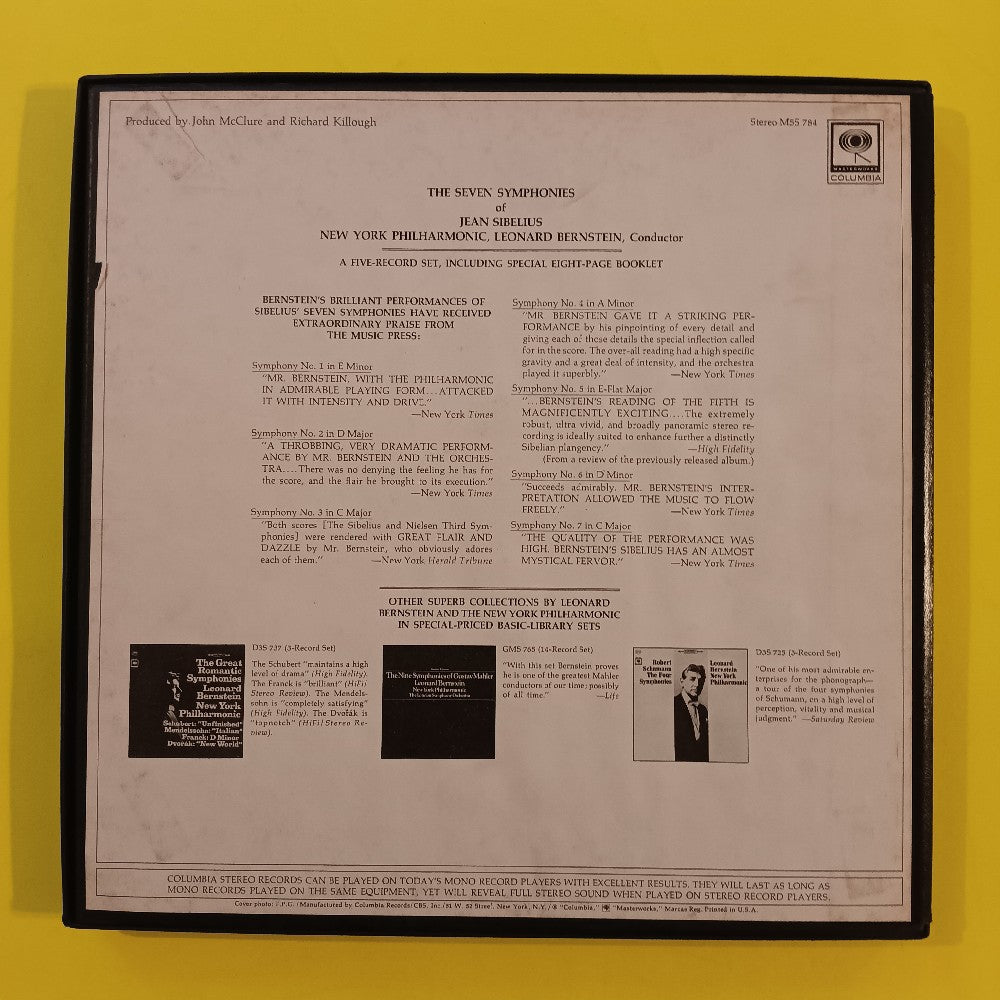 Produced by John McClure and Richard Killough
Stereo M5S 784
MASTERWORKS
COLUMBIA
THE SEVEN SYMPHONIES
of
JEAN SIBELIUS
NEW YORK PHILHARMONIC, LEONARD BERNSTEIN, Conductor
A FIVE-RECORD SET, INCLUDING SPECIAL EIGHT-PAGE BOOKLET
BERNSTEIN'S BRILLIANT PERFORMANCES OF
SIBELIUS' SEVEN SYMPHONIES HAVE RECEIVED
EXTRAORDINARY PRAISE FROM
THE MUSIC PRESS:
Symphony No. 1 in E Minor
"MR. BERNSTEIN, WITH THE PHILHARMONIC
IN ADMIRABLE PLAYING FORM...ATTACKED
IT WITH INTENSITY AND DRIVE."
—New York Times
Symphony No. 2 in D Major
"A THROBBING, VERY DRAMATIC PERFORM-
ANCE BY MR. BERNSTEIN AND THE ORCHES-
TRA....There was no denying the feeling he has for
the score, and the flair he brought to its execution."
—New York Times
Symphony No. 3 in C Major
"Both scores [The Sibelius and Nielsen Third Sym-
phonies] were rendered with GREAT FLAIR AND
DAZZLE by Mr. Bernstein, who obviously adores
each of them." —New York Herald Tribune
Symphony No. 4 in A Minor
"MR. BERNSTEIN GAVE IT A STRIKING PER-
FORMANCE by his pinpointing of every detail and
giving each of these details the special inflection called
for in the score. The over-all reading had a high specific
gravity and a great deal of intensity, and the orchestra
played it superbly." —New York Times
Symphony No. 5 in E-Flat Major
"...BERNSTEIN'S READING OF THE FIFTH IS
MAGNIFICENTLY EXCITING....The extremely
robust, ultra vivid, and broadly panoramic stereo re-
cording is ideally suited to enhance further a distinctly
Sibelian plangency." —High Fidelity
(From a review of the previously released album.)
Symphony No. 6 in D Minor
"Succeeds admirably. MR. BERNSTEIN'S INTER-
PRETATION ALLOWED THE MUSIC TO FLOW
FREELY." —New York Times
Symphony No. 7 in C Major
"THE QUALITY OF THE PERFORMANCE WAS
HIGH. BERNSTEIN'S SIBELIUS HAS AN ALMOST
MYSTICAL FERVOR." —New York Times
OTHER SUPERB COLLECTIONS BY LEONARD
BERNSTEIN AND THE NEW YORK PHILHARMONIC
IN SPECIAL-PRICED BASIC-LIBRARY SETS
The Great
Romantic
Symphonies
Leonard
Bernstein
New York
Philharmonic
Schubert: "Unfinished"
Mendelssohn: "Italian"
Franck: D Minor
Dvorak: "New World"
D3S 737 (3-Record Set)
The Schubert "maintains a high
level of drama" (High Fidelity).
The Franck is "brilliant" (HiFi/
Stereo Review). The Mendels-
sohn is "completely satisfying"
(High Fidelity). The Dvořák is
"topnotch" (HiFi/Stereo Re-
view).
The Nine Symphonies of Gustav Mahler
Leonard Bernstein
New York Philharmonic
GMS 765 (14-Record Set)
"With this set Bernstein proves
he is one of the greatest Mahler
conductors of our time; possibly
of all time." —Life
Robert
Schumann
The Four
Symphonies
Leonard
Bernstein
New York
Philharmonic
D3S 725 (3-Record Set)
"One of his most admirable en-
terprises for the phonograph—
a tour of the four symphonies
of Schumann, on a high level of
perception, vitality and musical
judgment." —Saturday Review
COLUMBIA STEREO RECORDS CAN BE PLAYED ON TODAY'S MONO RECORD PLAYERS WITH EXCELLENT RESULTS. THEY WILL LAST AS LONG AS
MONO RECORDS PLAYED ON THE SAME EQUIPMENT, YET WILL REVEAL FULL STEREO SOUND WHEN PLAYED ON STEREO RECORD PLAYERS.
Cover photo: F.P.G./Manufactured by Columbia Records/CBS, Inc./51 W. 52 Street, New York, N.Y./® "Columbia," "Masterworks," Marcas Reg. Printed in U.S.A.